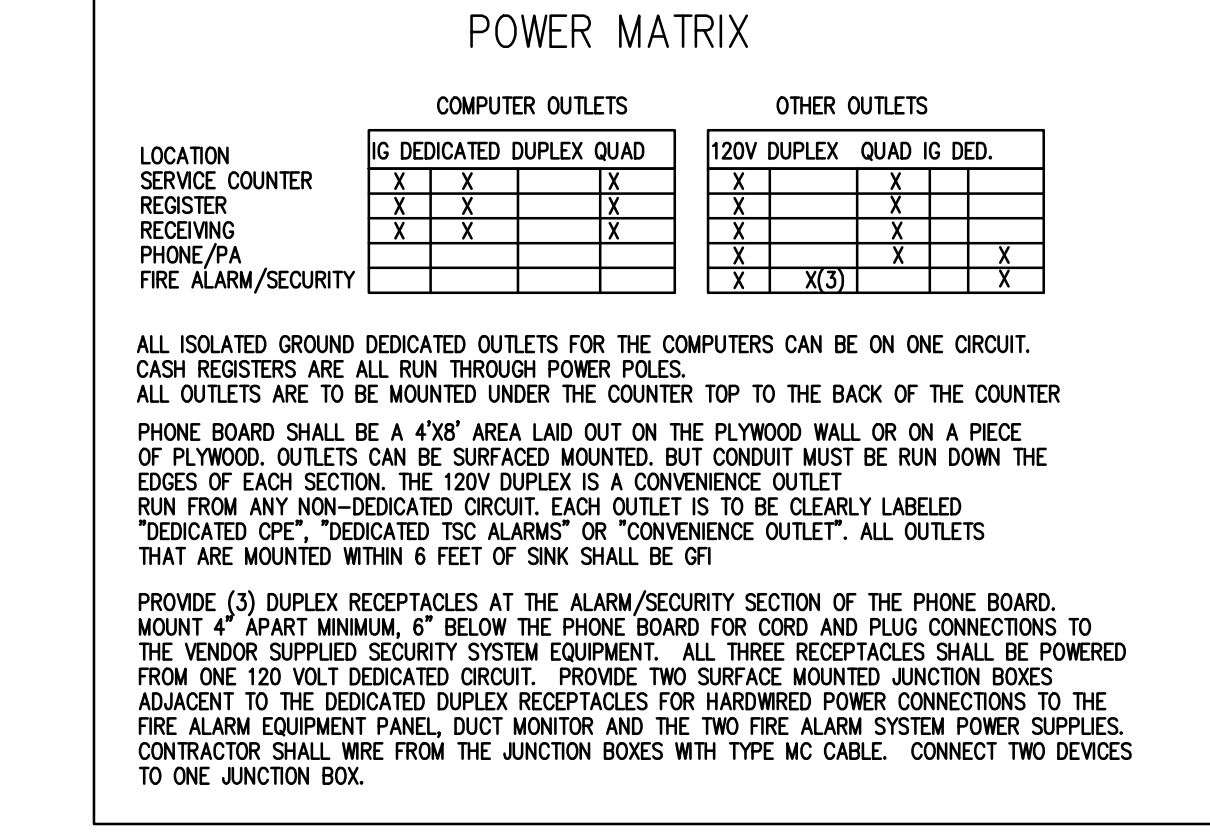 POWER MATRIX
COMPUTER OUTLETS OTHER OUTLETS
LOCATION IG DEDICATED DUPLEX QUAD 120V DUPLEX QUAD IG DED.
SERVICE COUNTER X X X X X
REGISTER X X X X X
RECEIVING X X X X X
PHONE/PA X X X
FIRE ALARM/SECURITY X X(3) X
ALL ISOLATED GROUND DEDICATED OUTLETS FOR THE COMPUTERS CAN BE ON ONE CIRCUIT.
CASH REGISTERS ARE ALL RUN THROUGH POWER POLES.
ALL OUTLETS ARE TO BE MOUNTED UNDER THE COUNTER TOP TO THE BACK OF THE COUNTER
PHONE BOARD SHALL BE A 4'X8' AREA LAID OUT ON THE PLYWOOD WALL OR ON A PIECE
OF PLYWOOD. OUTLETS CAN BE SURFACED MOUNTED. BUT CONDUIT MUST BE RUN DOWN THE
EDGES OF EACH SECTION. THE 120V DUPLEX IS A CONVENIENCE OUTLET
RUN FROM ANY NON-DEDICATED CIRCUIT. EACH OUTLET IS TO BE CLEARLY LABELED
"DEDICATED CPE", "DEDICATED TSC ALARMS" OR "CONVENIENCE OUTLET". ALL OUTLETS
THAT ARE MOUNTED WITHIN 6 FEET OF SINK SHALL BE GFI
PROVIDE (3) DUPLEX RECEPTACLES AT THE ALARM/SECURITY SECTION OF THE PHONE BOARD.
MOUNT 4" APART MINIMUM, 6" BELOW THE PHONE BOARD FOR CORD AND PLUG CONNECTIONS TO
THE VENDOR SUPPLIED SECURITY SYSTEM EQUIPMENT. ALL THREE RECEPTACLES SHALL BE POWERED
FROM ONE 120 VOLT DEDICATED CIRCUIT. PROVIDE TWO SURFACE MOUNTED JUNCTION BOXES
ADJACENT TO THE DEDICATED DUPLEX RECEPTACLES FOR HARDWIRED POWER CONNECTIONS TO THE
FIRE ALARM EQUIPMENT PANEL, DUCT MONITOR AND THE TWO FIRE ALARM SYSTEM POWER SUPPLIES.
CONTRACTOR SHALL WIRE FROM THE JUNCTION BOXES WITH TYPE MC CABLE. CONNECT TWO DEVICES
TO ONE JUNCTION BOX.